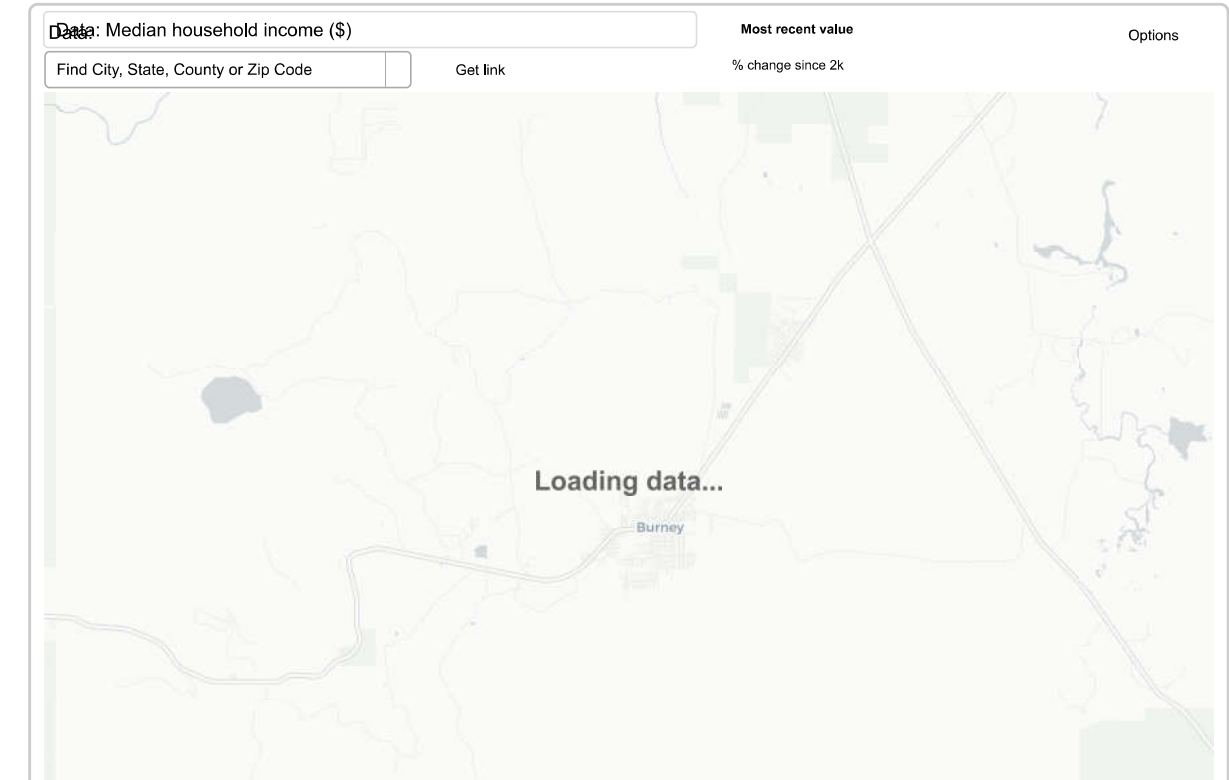 Data:
Data: Median household income ($)
Most recent value
Options
Find City, State, County or Zip Code
Get link
% change since 2k
Loading data...
Burney